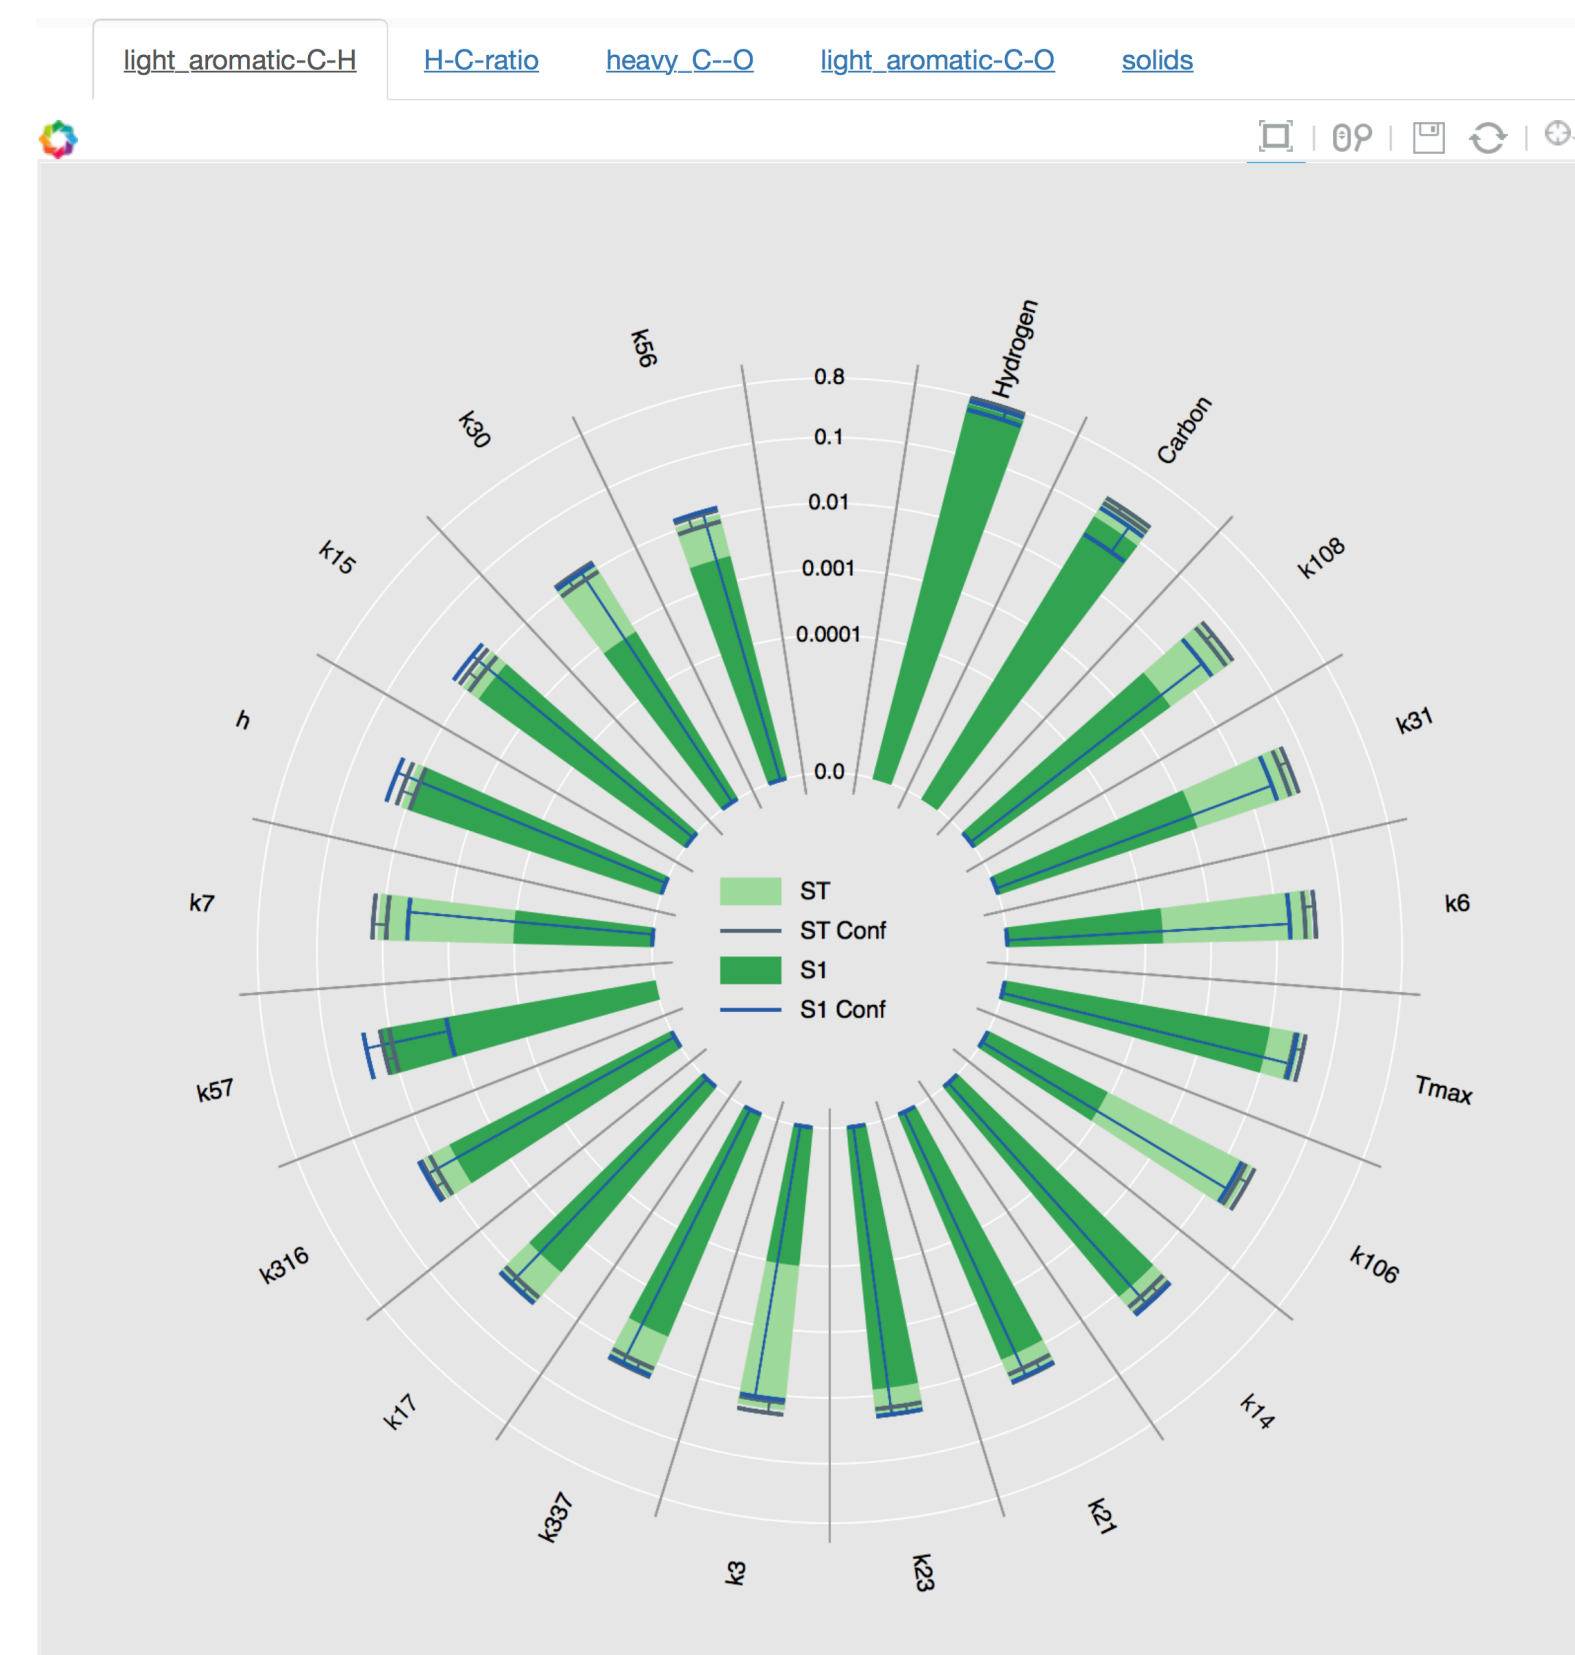 light_aromatic-C-H H-C-ratio heavy_C--O light_aromatic-C-O solids
Hydrogen
Carbon
k108
k31
k6
Tmax
k106
k14
k21
k23
k3
k337
k17
k316
k57
k7
h
k15
k30
k56
0.8
0.1
0.01
0.001
0.0001
0.0
ST
ST Conf
S1
S1 Conf